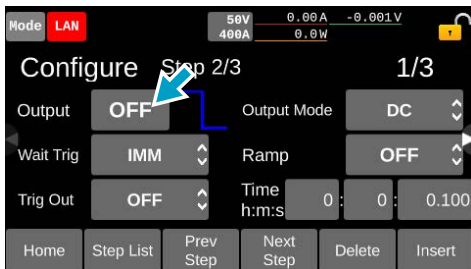 Mode LAN 50V 400A 0.00A -0.001V 0.0W
Configure Step 2/3 1/3
Output OFF Output Mode DC
Wait Trig IMM Ramp OFF
Trig Out OFF Time h:m:s 0 : 0 : 0.100
Home Step List Prev Step Next Step Delete Insert